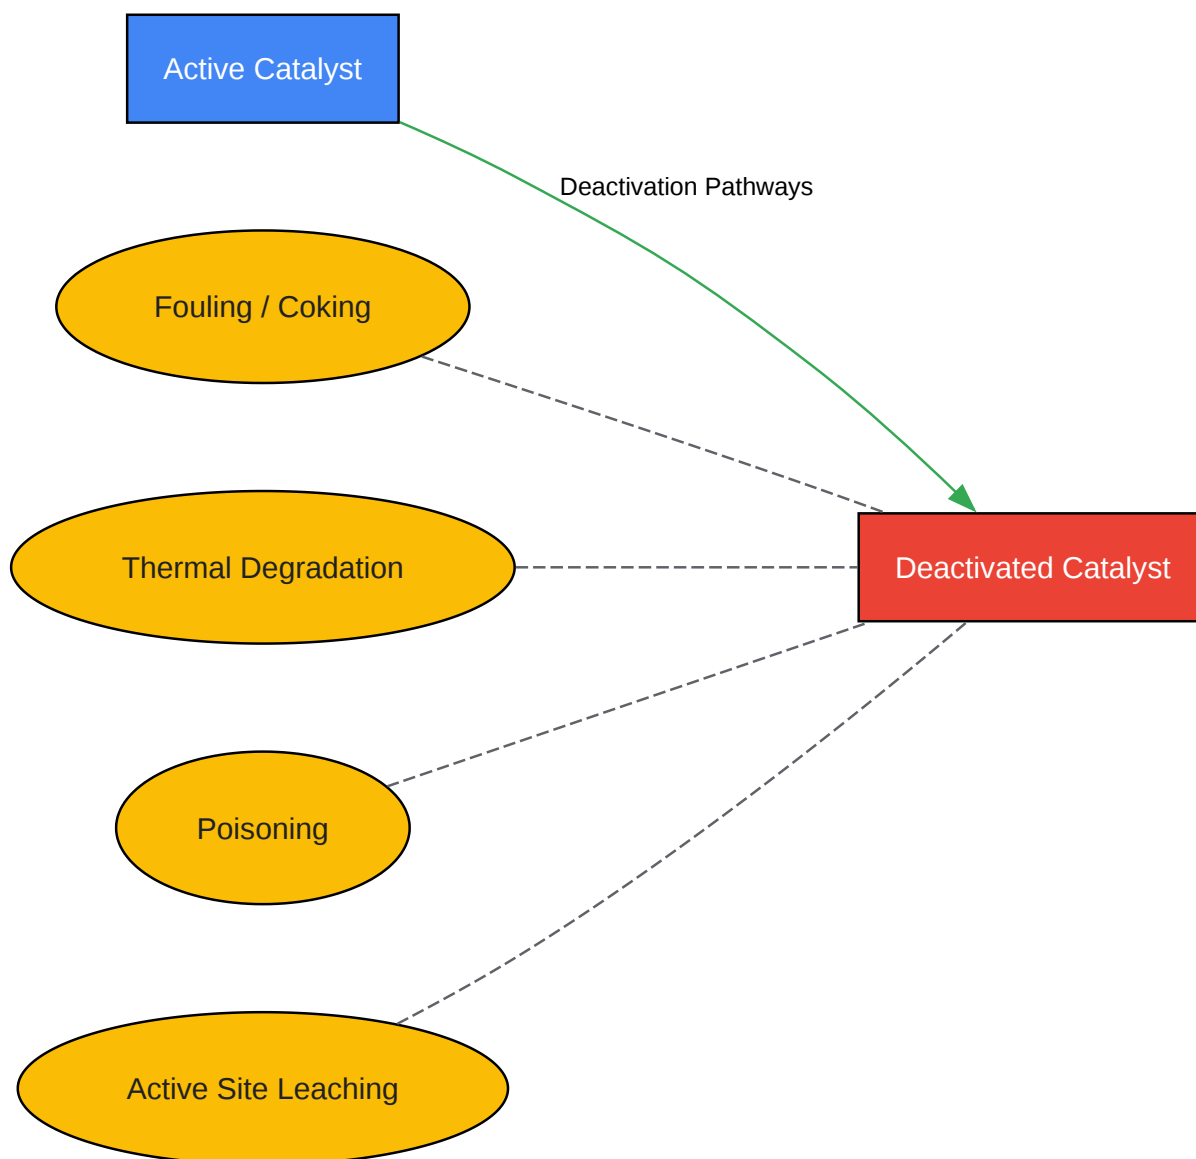 Active Catalyst
Deactivation Pathways
Fouling / Coking
Thermal Degradation
Deactivated Catalyst
Poisoning
Active Site Leaching